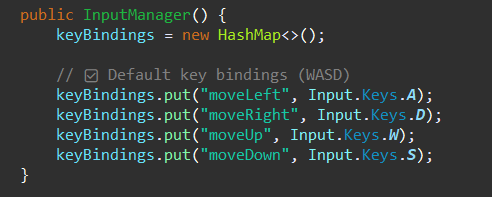 public InputManager() {
    keyBindings = new HashMap<>();

    // ☑ Default key bindings (WASD)
    keyBindings.put("moveLeft", Input.Keys.A);
    keyBindings.put("moveRight", Input.Keys.D);
    keyBindings.put("moveUp", Input.Keys.W);
    keyBindings.put("moveDown", Input.Keys.S);
}